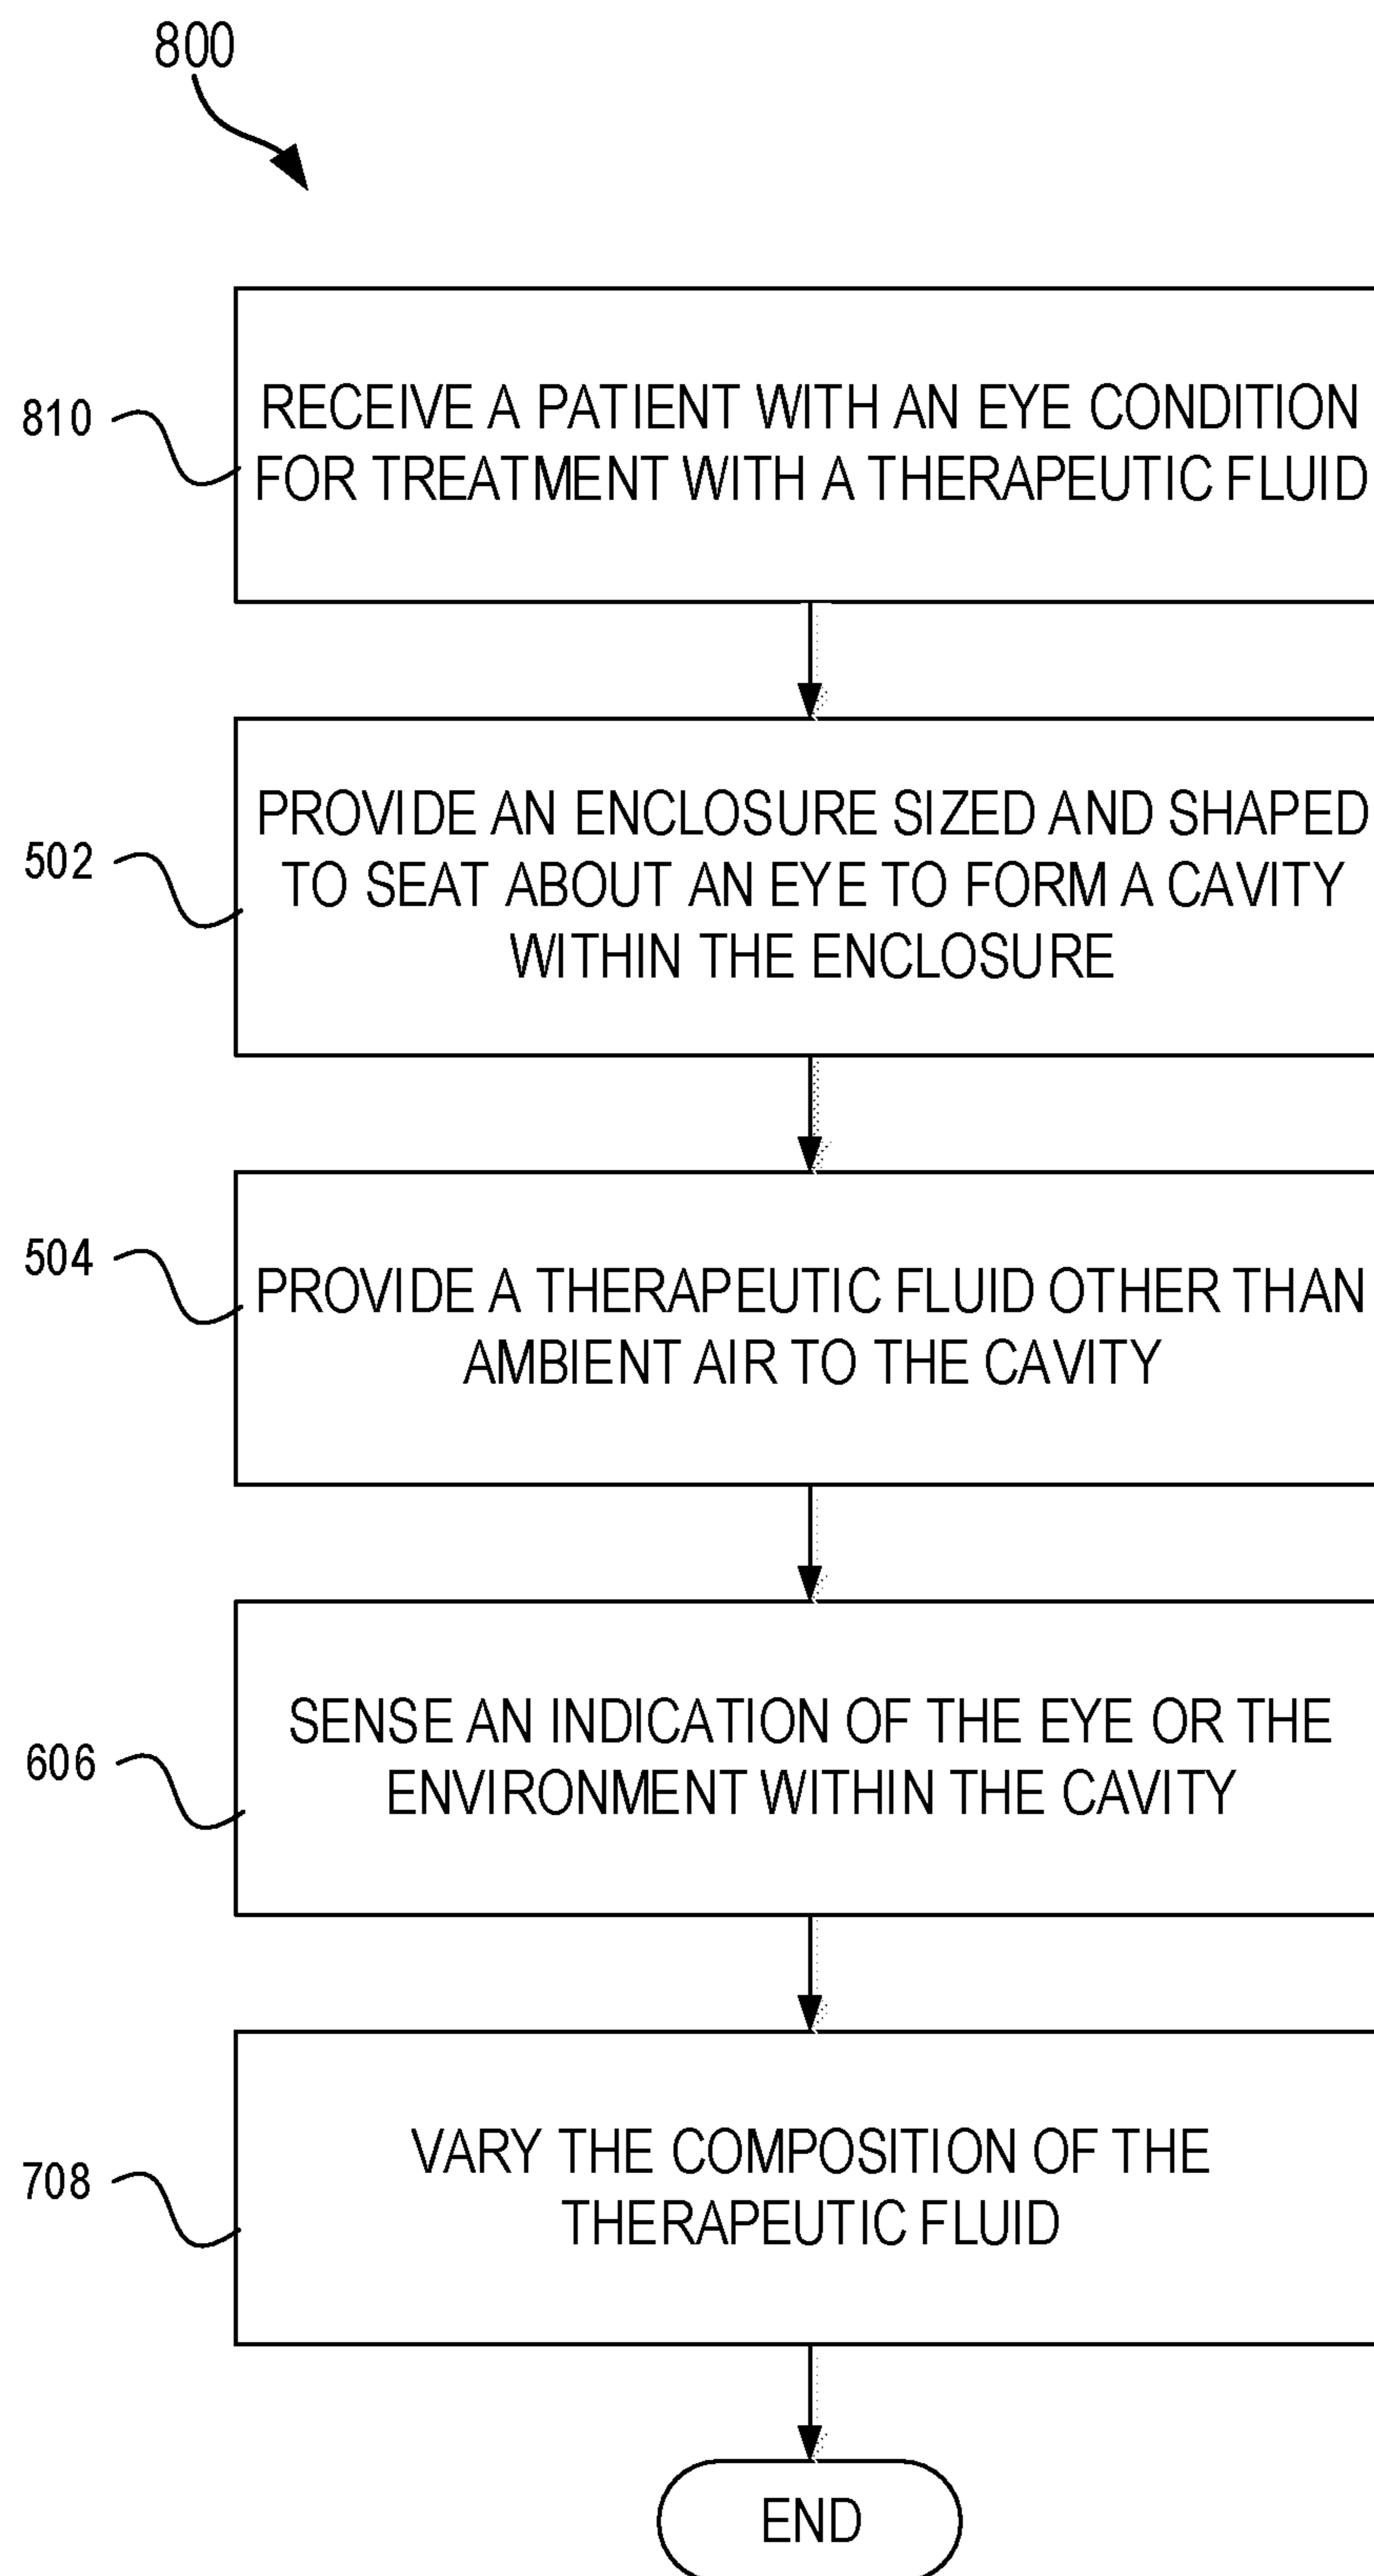 800
810
RECEIVE A PATIENT WITH AN EYE CONDITION
FOR TREATMENT WITH A THERAPEUTIC FLUID
502
PROVIDE AN ENCLOSURE SIZED AND SHAPED
TO SEAT ABOUT AN EYE TO FORM A CAVITY
WITHIN THE ENCLOSURE
504
PROVIDE A THERAPEUTIC FLUID OTHER THAN
AMBIENT AIR TO THE CAVITY
606
SENSE AN INDICATION OF THE EYE OR THE
ENVIRONMENT WITHIN THE CAVITY
708
VARY THE COMPOSITION OF THE
THERAPEUTIC FLUID
END